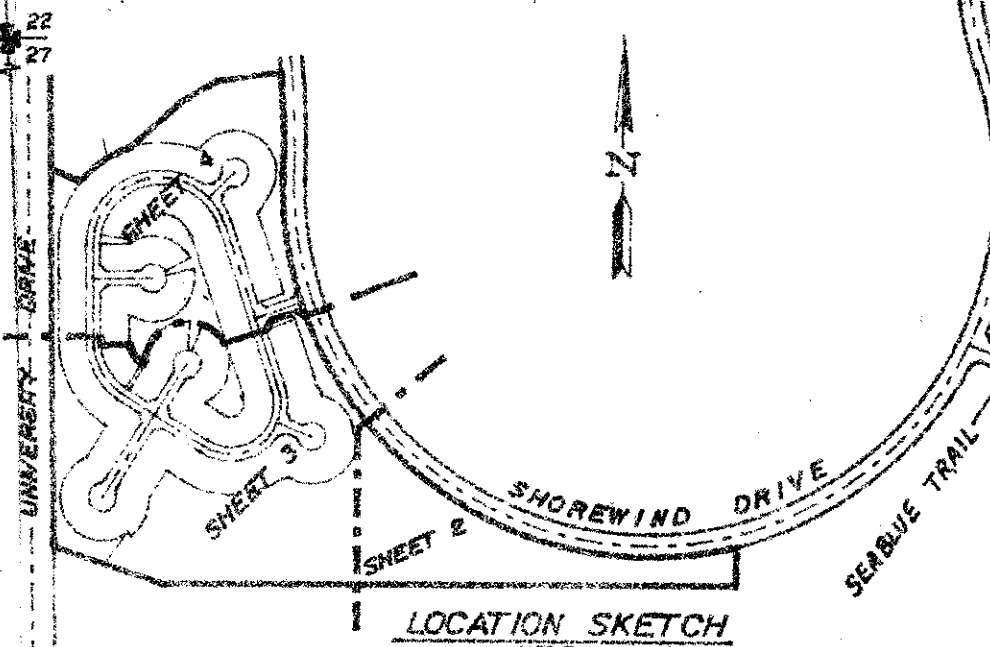 22
27
N
SHEET 4
UNIVERSITY DRIVE
SHEET 3
SHEET 2
SHOREWIND DRIVE
SEABLUE TRAIL
LOCATION SKETCH